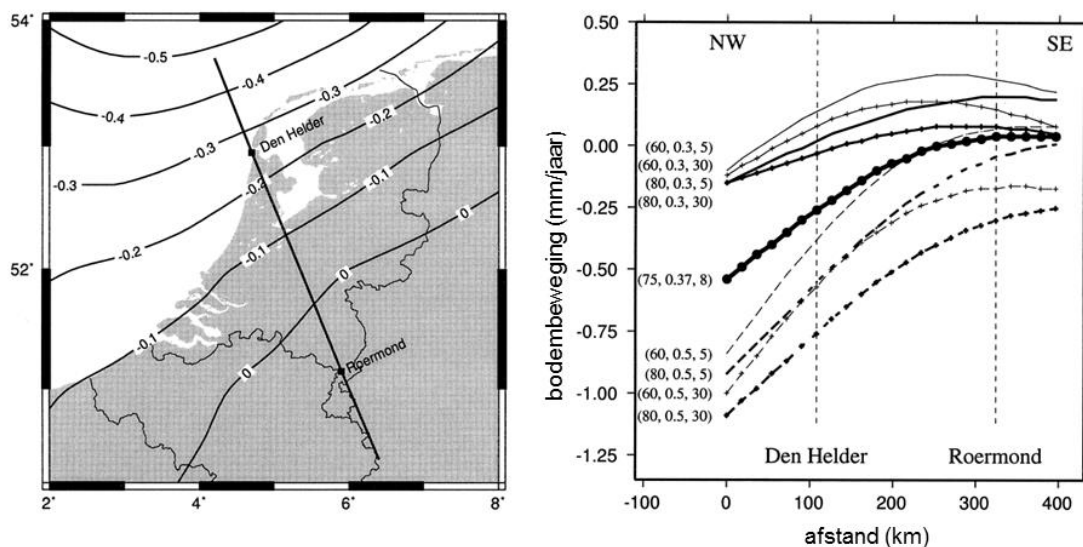 54°
52°
2°
4°
6°
8°
-0.5
-0.4
-0.4
-0.3
-0.3
-0.3
-0.2
-0.2
-0.2
-0.1
-0.1
-0.1
0
0
0
Den Helder
Roermond
0.50
0.25
0.00
-0.25
-0.50
-0.75
-1.00
-1.25
bodembeweging (mm/jaar)
NW
SE
(60, 0.3, 5)
(60, 0.3, 30)
(80, 0.3, 5)
(80, 0.3, 30)
(75, 0.37, 8)
(60, 0.5, 5)
(80, 0.5, 5)
(60, 0.5, 30)
(80, 0.5, 30)
Den Helder
Roermond
-100
0
100
200
300
400
afstand (km)